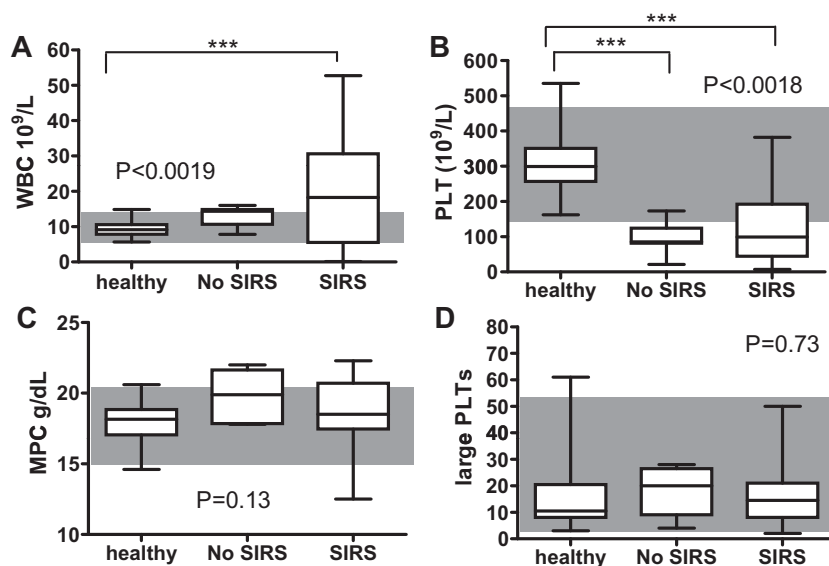 A
***
60
50
40
30
20
10
0
WBC 10⁹/L
P<0.0019
healthy No SIRS SIRS
B
***
***
600
500
400
300
200
100
0
PLT (10⁹/L)
P<0.0018
healthy No SIRS SIRS
C
25
20
15
10
MPC g/dL
P=0.13
healthy No SIRS SIRS
D
80
70
60
50
40
30
20
10
0
large PLTs
P=0.73
healthy No SIRS SIRS